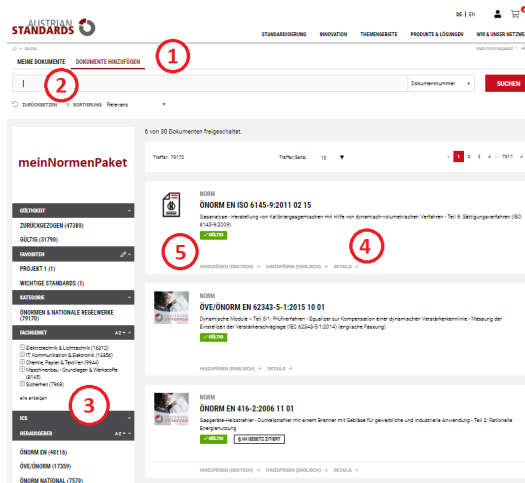 AUSTRIAN
STANDARDS
DE | EN
STANDARDISIERUNG INNOVATION THEMENGEBIETE PRODUKTE & LÖSUNGEN WIR & UNSER NETZWE
> Suche
Mein Normenpaket
MEINE DOKUMENTE DOKUMENTE HINZUFÜGEN
1
2
Dokumentnummer
SUCHEN
ZURÜCKSETZEN SORTIERUNG: Relevanz
6 von 30 Dokumenten freigeschaltet.
meinNormenPaket
Treffer: 79170 Treffer/Seite: 10 1 2 3 4 – 7917
GÜLTIGKEIT
ZURÜCKGEZOGEN (47380)
GÜLTIG (31790)
FAVORITEN
PROJEKT 1 (1)
WICHTIGE STANDARDS (1)
KATEGORIE
ÖNORMEN & NATIONALE REGELWERKE
(79170)
FACHGEBIET A-Z
Elektrotechnik & Lichttechnik (16312)
IT, Kommunikation & Elektronik (13356)
Chemie, Papier & Textilien (9944)
Maschinenbau - Grundlagen & Werkstoffe
(8145)
Sicherheit (7968)
alle anzeigen
3
ICS
HERAUSGEBER A-Z
ÖNORM EN (48116)
ÖVE/ÖNORM (17359)
ÖNORM NATIONAL (7579)
NORM
ÖNORM EN ISO 6145-9:2011 02 15
Gasanalyse - Herstellung von Kalibriergasgemischen mit Hilfe von dynamisch-volumetrischen Verfahren - Teil 9: Sättigungsverfahren (ISO
6145-9:2009)
GÜLTIG
5
4
HINZUFÜGEN (DEUTSCH) → HINZUFÜGEN (ENGLISCH) → DETAILS →
NORM
ÖVE/ÖNORM EN 62343-5-1:2015 10 01
Dynamische Module – Teil 5-1: Prüfverfahren - Equalizer zur Kompensation einer dynamischen Verstärkerkennlinie - Messung der
Einstellzeit der Verstärkerschräglage (IEC 62343-5-1:2014) (englische Fassung)
GÜLTIG
HINZUFÜGEN (ENGLISCH) → DETAILS →
NORM
ÖNORM EN 416-2:2006 11 01
Gasgeräte-Heizstrahler - Dunkelstrahler mit einem Brenner mit Gebläse für gewerbliche und industrielle Anwendung - Teil 2: Rationelle
Energienutzung
GÜLTIG § IM GESETZ ZITIERT
HINZUFÜGEN (DEUTSCH) → HINZUFÜGEN (ENGLISCH) → DETAILS →